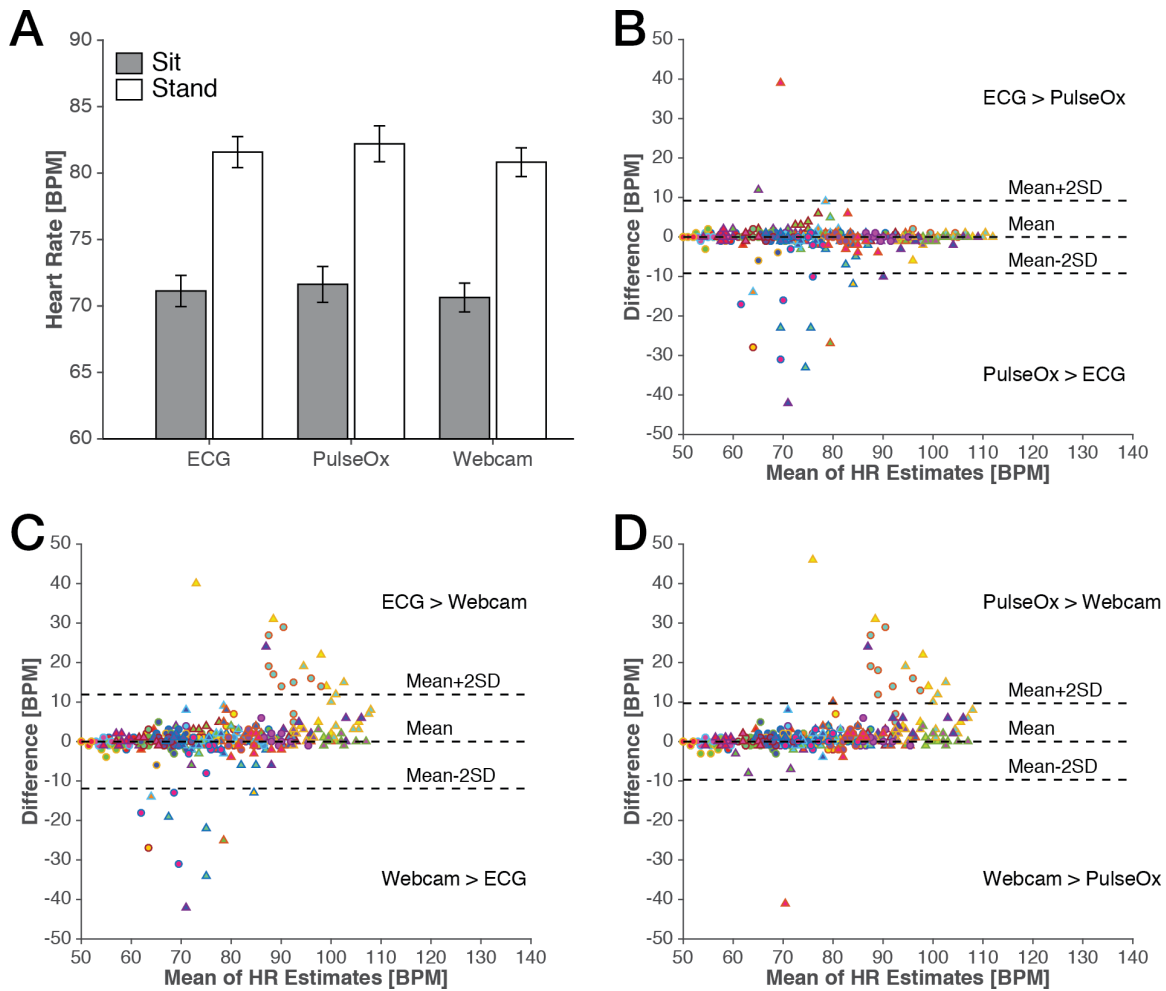 A
Heart Rate [BPM]
90
85
80
75
70
65
60
Sit
Stand
ECG
PulseOx
Webcam
B
Difference [BPM]
50
40
30
20
10
0
-10
-20
-30
-40
-50
ECG > PulseOx
Mean+2SD
Mean
Mean-2SD
PulseOx > ECG
50 60 70 80 90 100 110 120 130 140
Mean of HR Estimates [BPM]
C
Difference [BPM]
50
40
30
20
10
0
-10
-20
-30
-40
-50
ECG > Webcam
Mean+2SD
Mean
Mean-2SD
Webcam > ECG
50 60 70 80 90 100 110 120 130 140
Mean of HR Estimates [BPM]
D
Difference [BPM]
50
40
30
20
10
0
-10
-20
-30
-40
-50
PulseOx > Webcam
Mean+2SD
Mean
Mean-2SD
Webcam > PulseOx
50 60 70 80 90 100 110 120 130 140
Mean of HR Estimates [BPM]